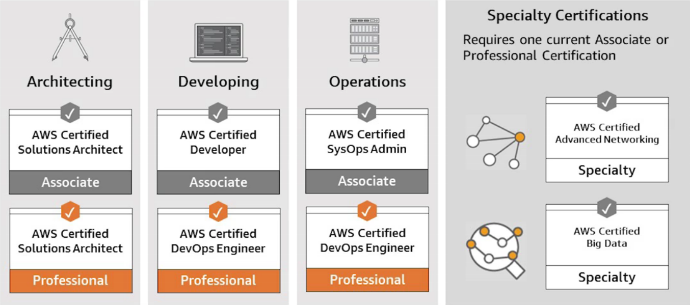 Architecting
AWS Certified
Solutions Architect
Associate
AWS Certified
Solutions Architect
Professional
Developing
AWS Certified
Developer
Associate
AWS Certified
DevOps Engineer
Professional
Operations
AWS Certified
SysOps Admin
Associate
AWS Certified
DevOps Engineer
Professional
Specialty Certifications
Requires one current Associate or
Professional Certification
AWS Certified
Advanced Networking
Specialty
AWS Certified
Big Data
Specialty